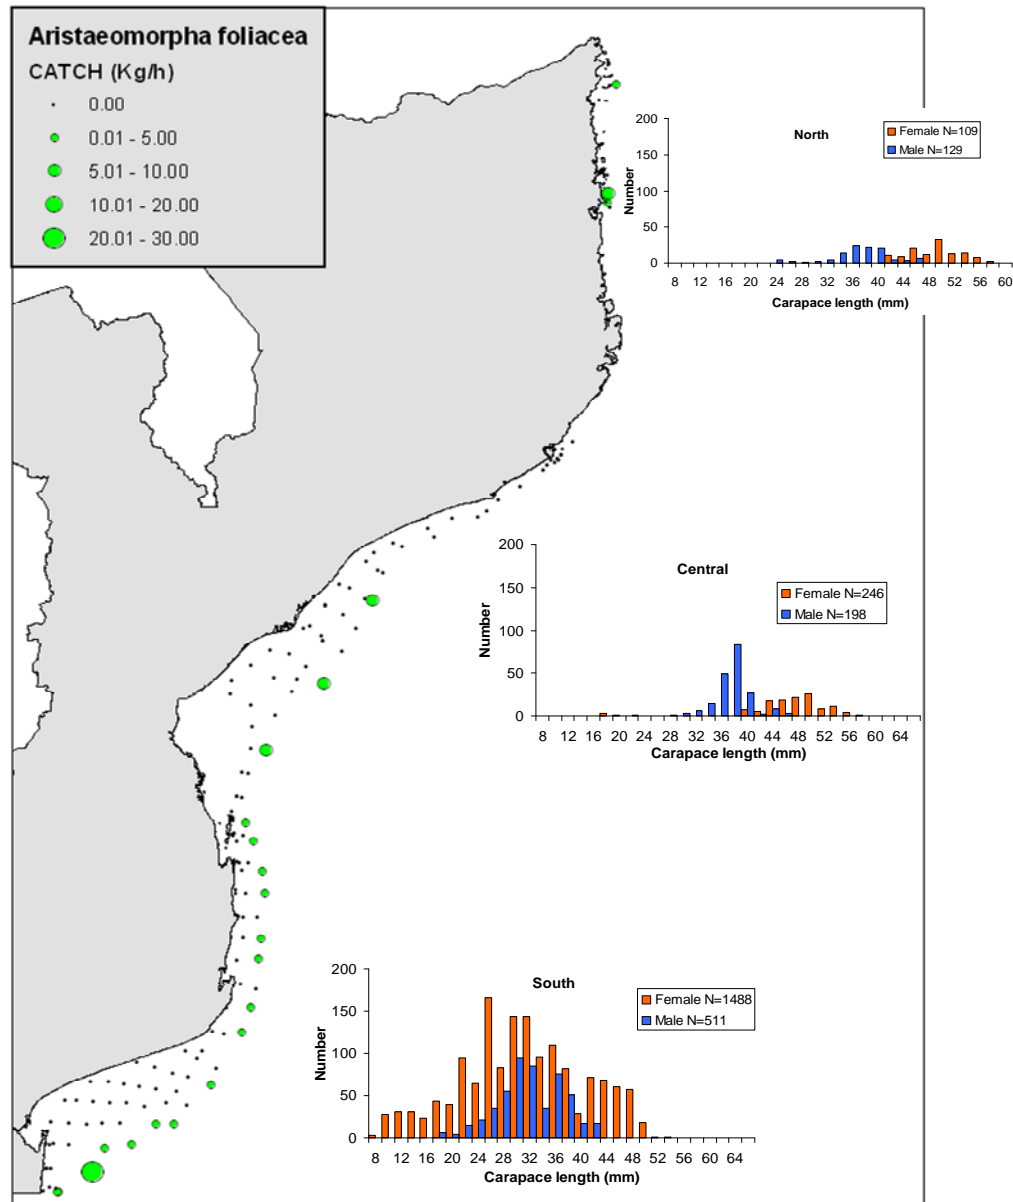 Aristaeomorpha foliacea
CATCH (Kg/h)
0.00
0.01 - 5.00
5.01 - 10.00
10.01 - 20.00
20.01 - 30.00
North
Female N=109
Male N=129
200
150
100
50
0
Number
8 12 16 20 24 28 32 36 40 44 48 52 56 60
Carapace length (mm)
Central
Female N=246
Male N=198
200
150
100
50
0
Number
8 12 16 20 24 28 32 36 40 44 48 52 56 60 64
Carapace length (mm)
South
Female N=1488
Male N=511
200
150
100
50
0
Number
8 12 16 20 24 28 32 36 40 44 48 52 56 60 64
Carapace length (mm)